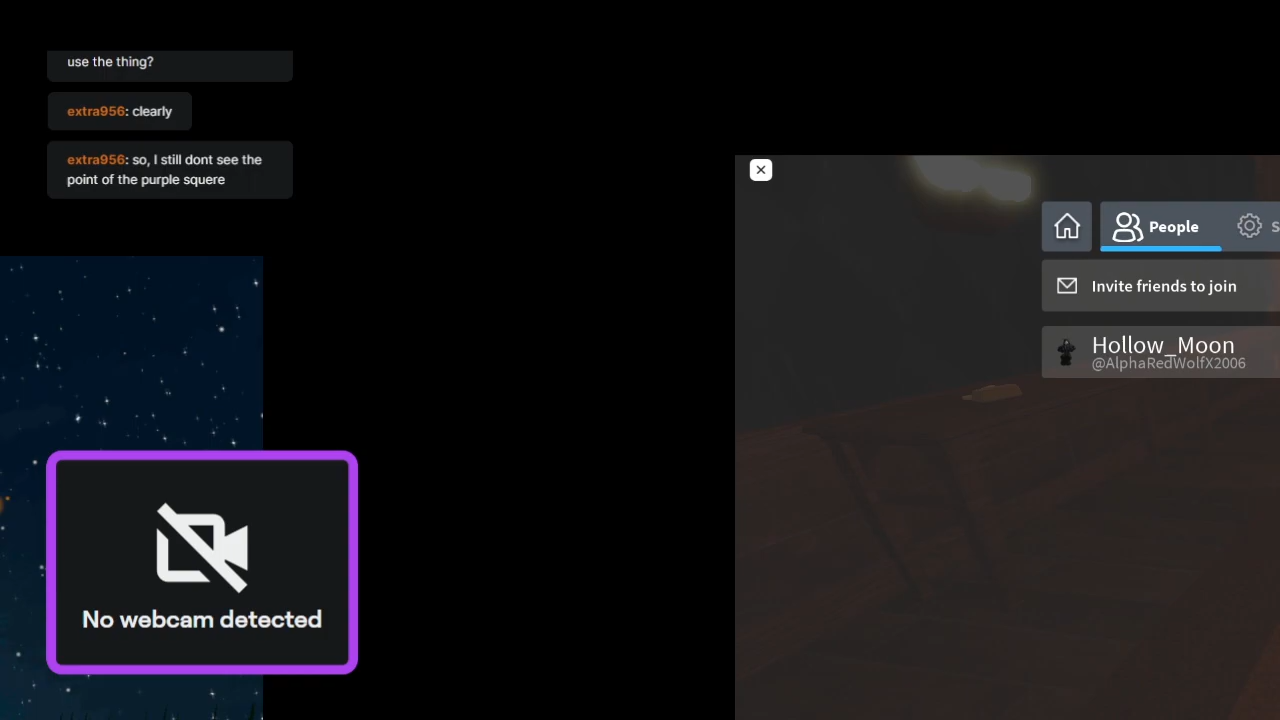 use the thing?
extra956: clearly
extra956: so, I still dont see the
point of the purple squere
No webcam detected
People
S
Invite friends to join
Hollow_Moon
@AlphaRedWolfX2006